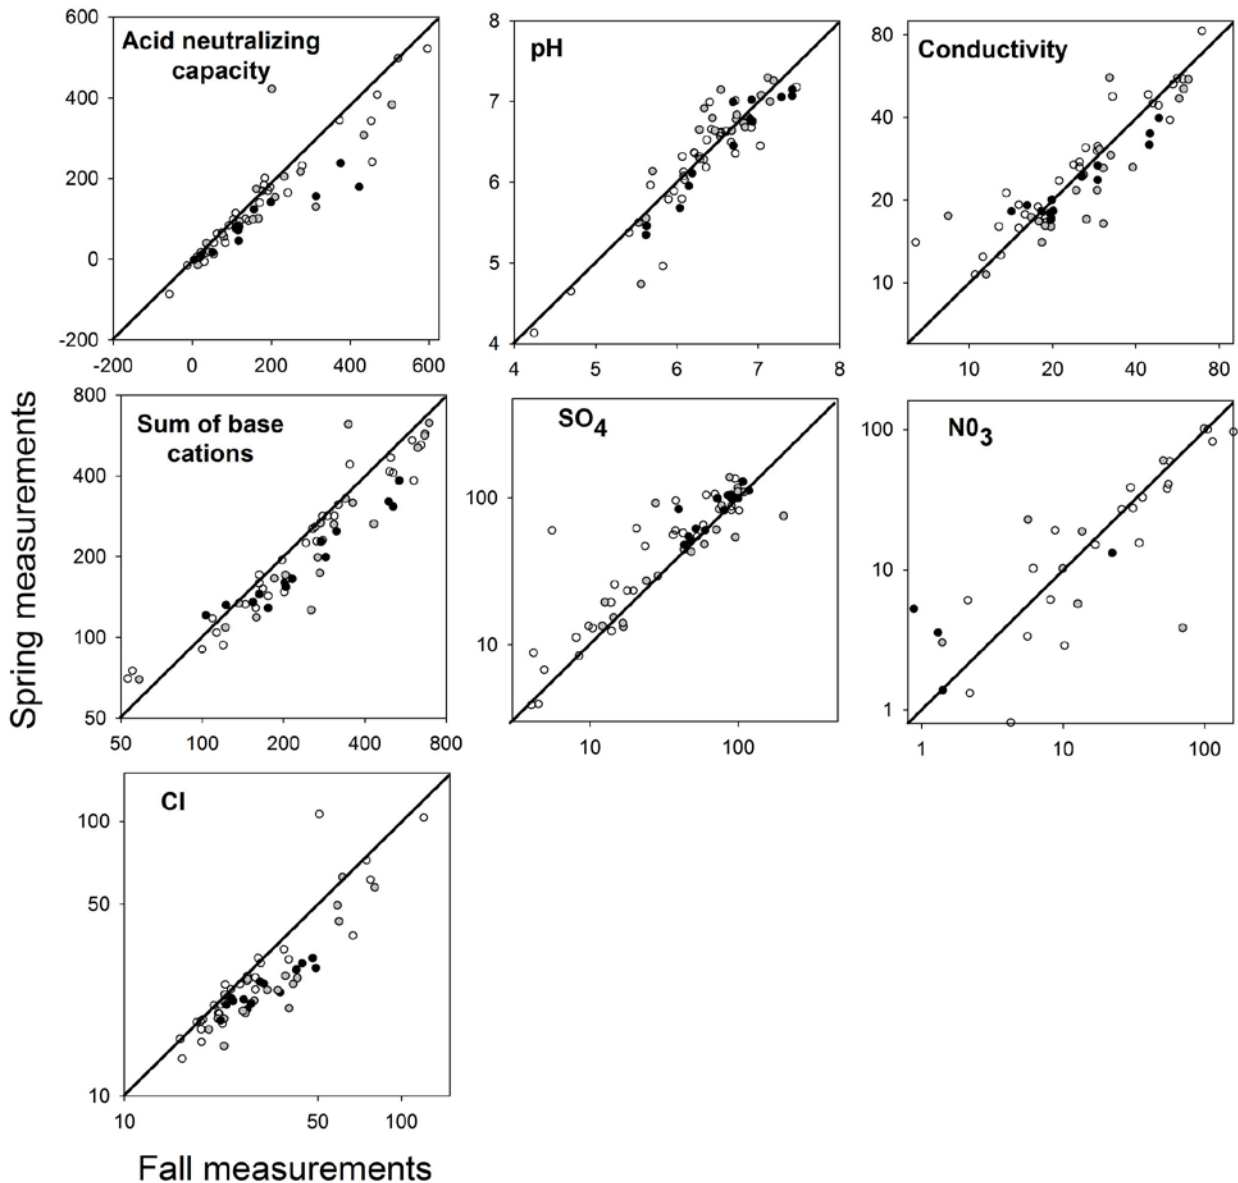 Acid neutralizing
capacity
600
400
200
0
-200
-200 0 200 400 600
pH
8
7
6
5
4
4 5 6 7 8
Conductivity
80
40
20
10
10 20 40 80
Spring measurements
Sum of base
cations
800
400
200
100
50
50 100 200 400 800
SO4
100
10
10 100
N03
100
10
1
1 10 100
Cl
100
50
10
10 50 100
Fall measurements